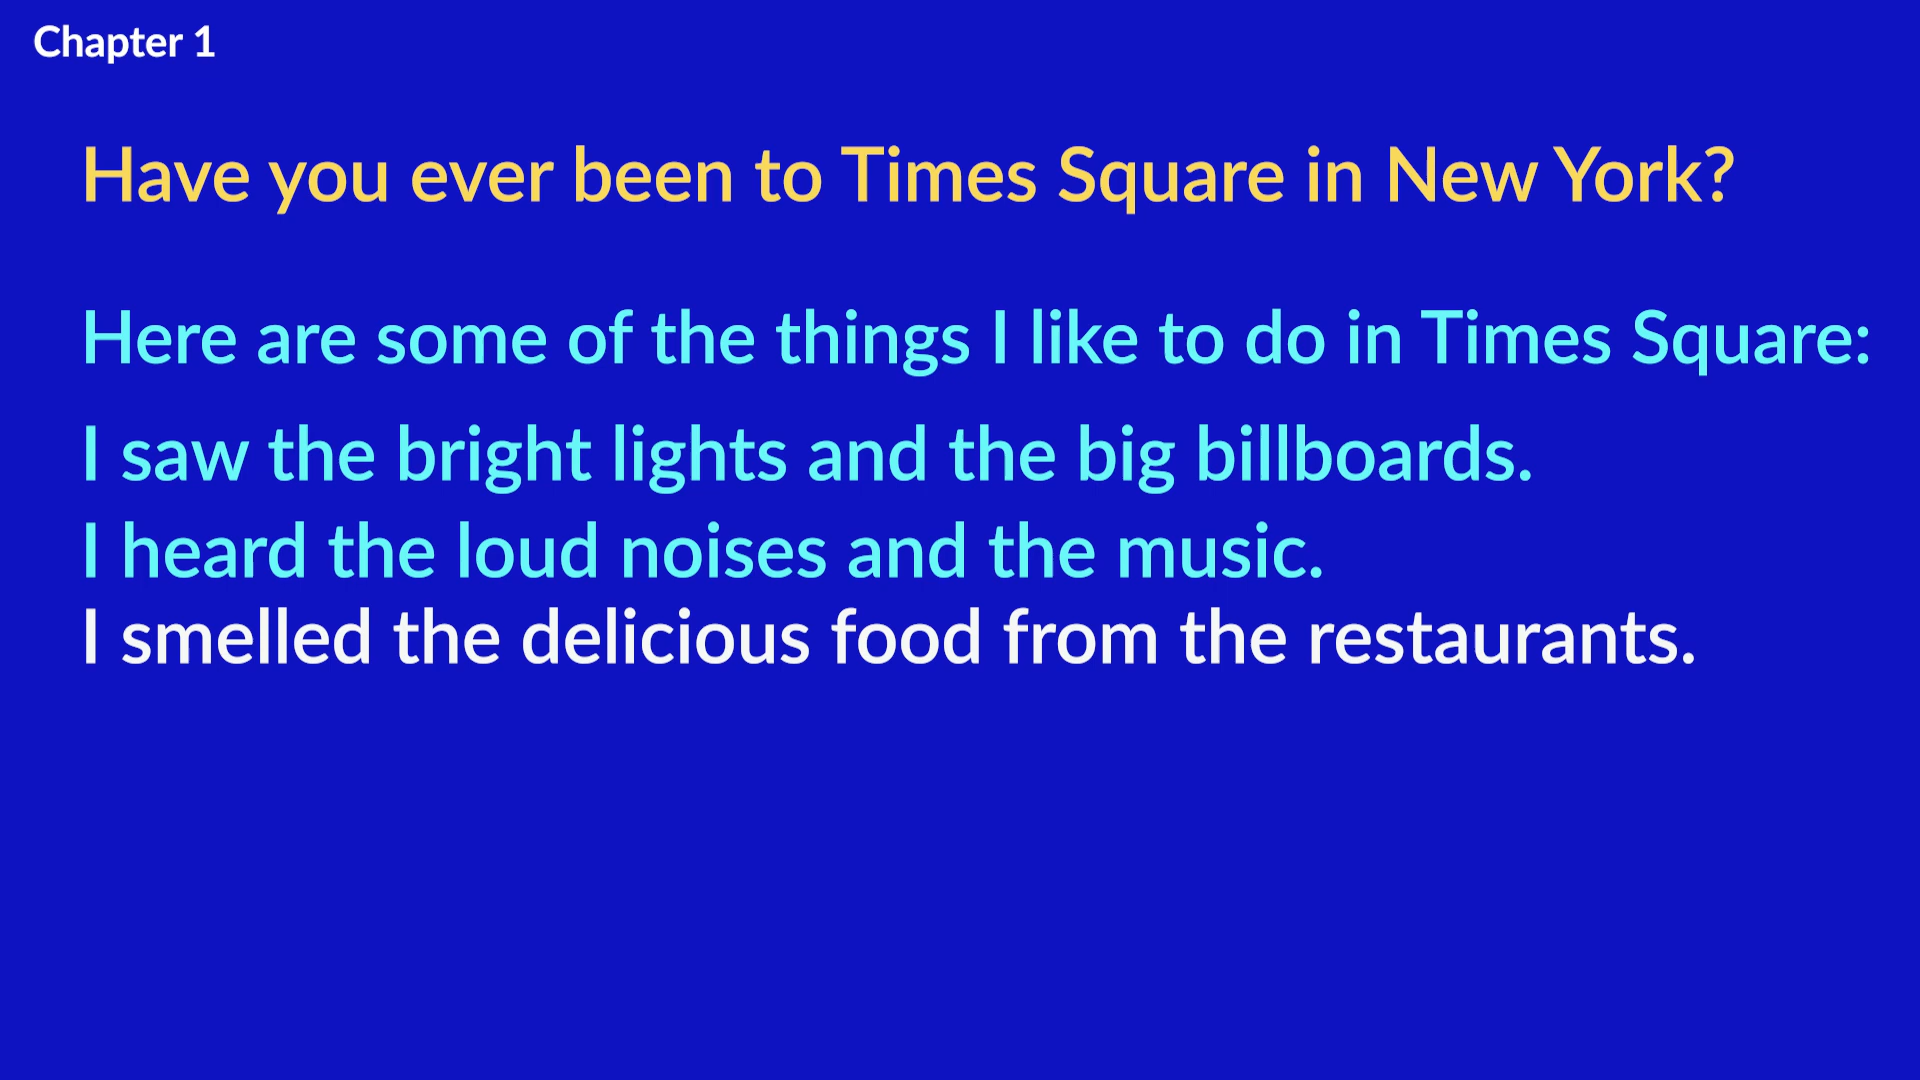 Chapter 1
Have you ever been to Times Square in New York?
Here are some of the things I like to do in Times Square:
I saw the bright lights and the big billboards.
I heard the loud noises and the music.
I smelled the delicious food from the restaurants.